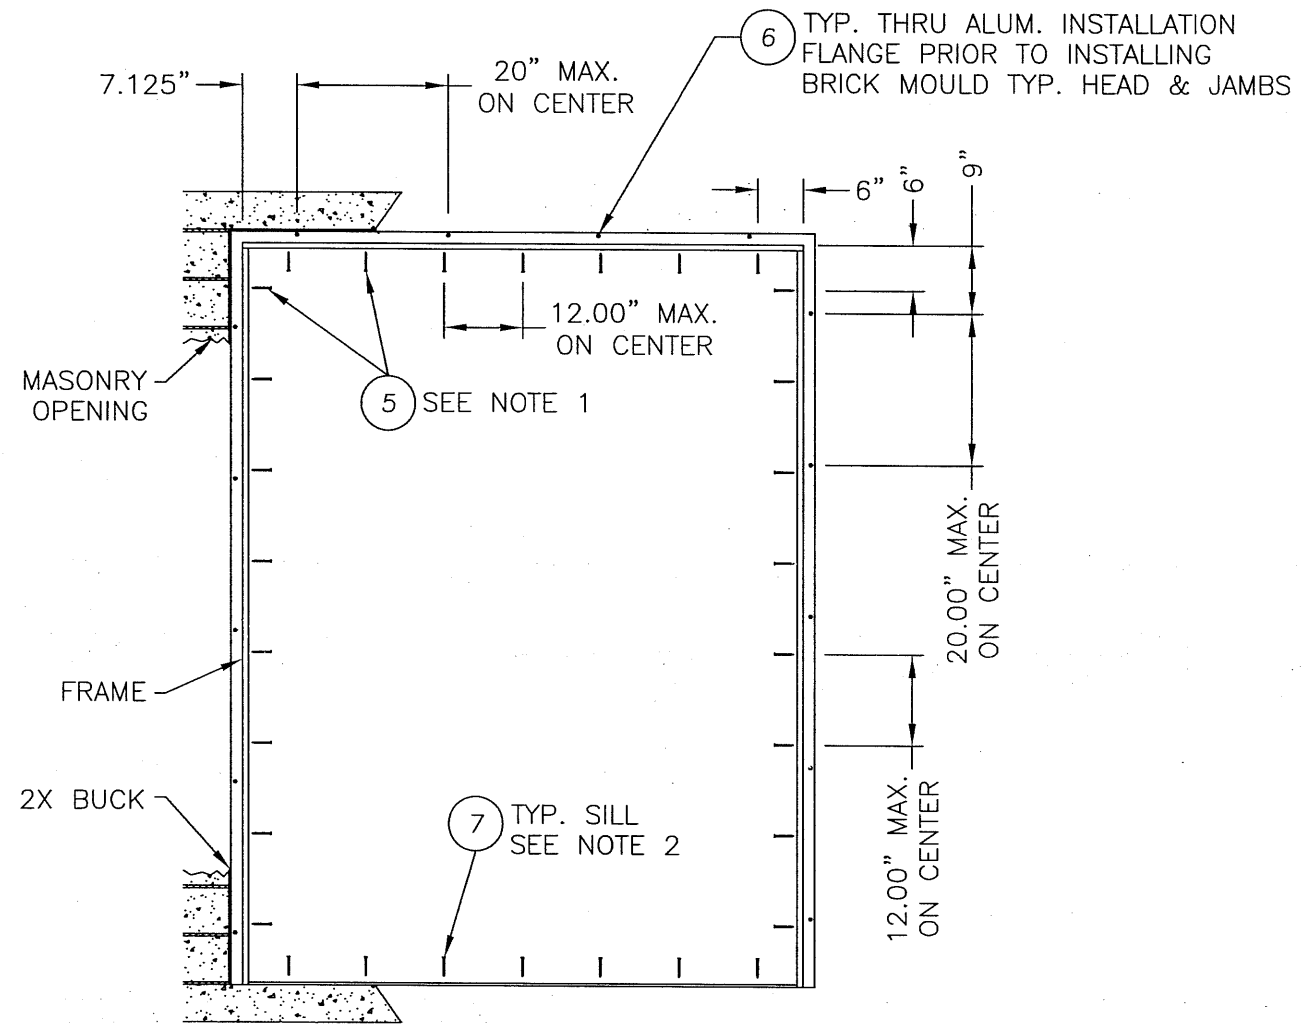 6
TYP. THRU ALUM. INSTALLATION
FLANGE PRIOR TO INSTALLING
BRICK MOULD TYP. HEAD & JAMBS
7.125"
20" MAX.
ON CENTER
6"
6"
9"
12.00" MAX.
ON CENTER
MASONRY
OPENING
5
SEE NOTE 1
20.00" MAX.
ON CENTER
FRAME
2X BUCK
7
TYP. SILL
SEE NOTE 2
12.00" MAX.
ON CENTER